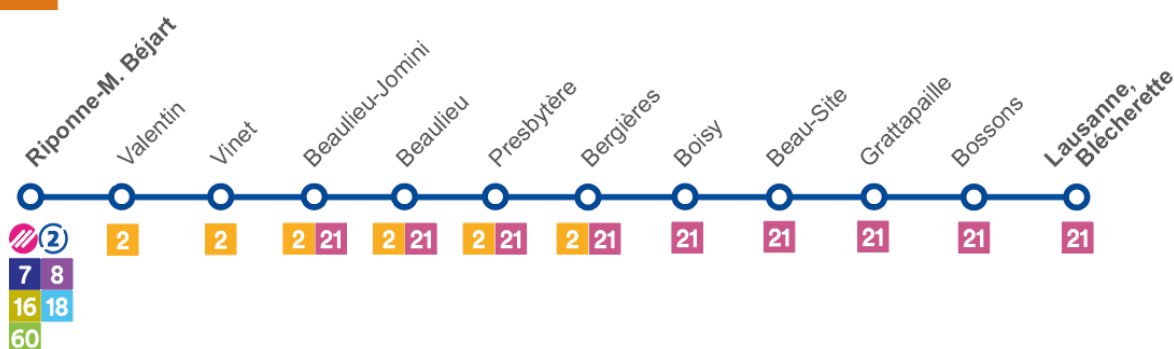 Riponne-M. Béjart
Valentin
Vinet
Beaulieu-Jomini
Beaulieu
Presbytère
Bergières
Boisy
Beau-Site
Grattapaille
Bossons
Lausanne,
Blécherette
2
2
2
2 21
2 21
2 21
2 21
21
21
21
21
21
7 8
16 18
60